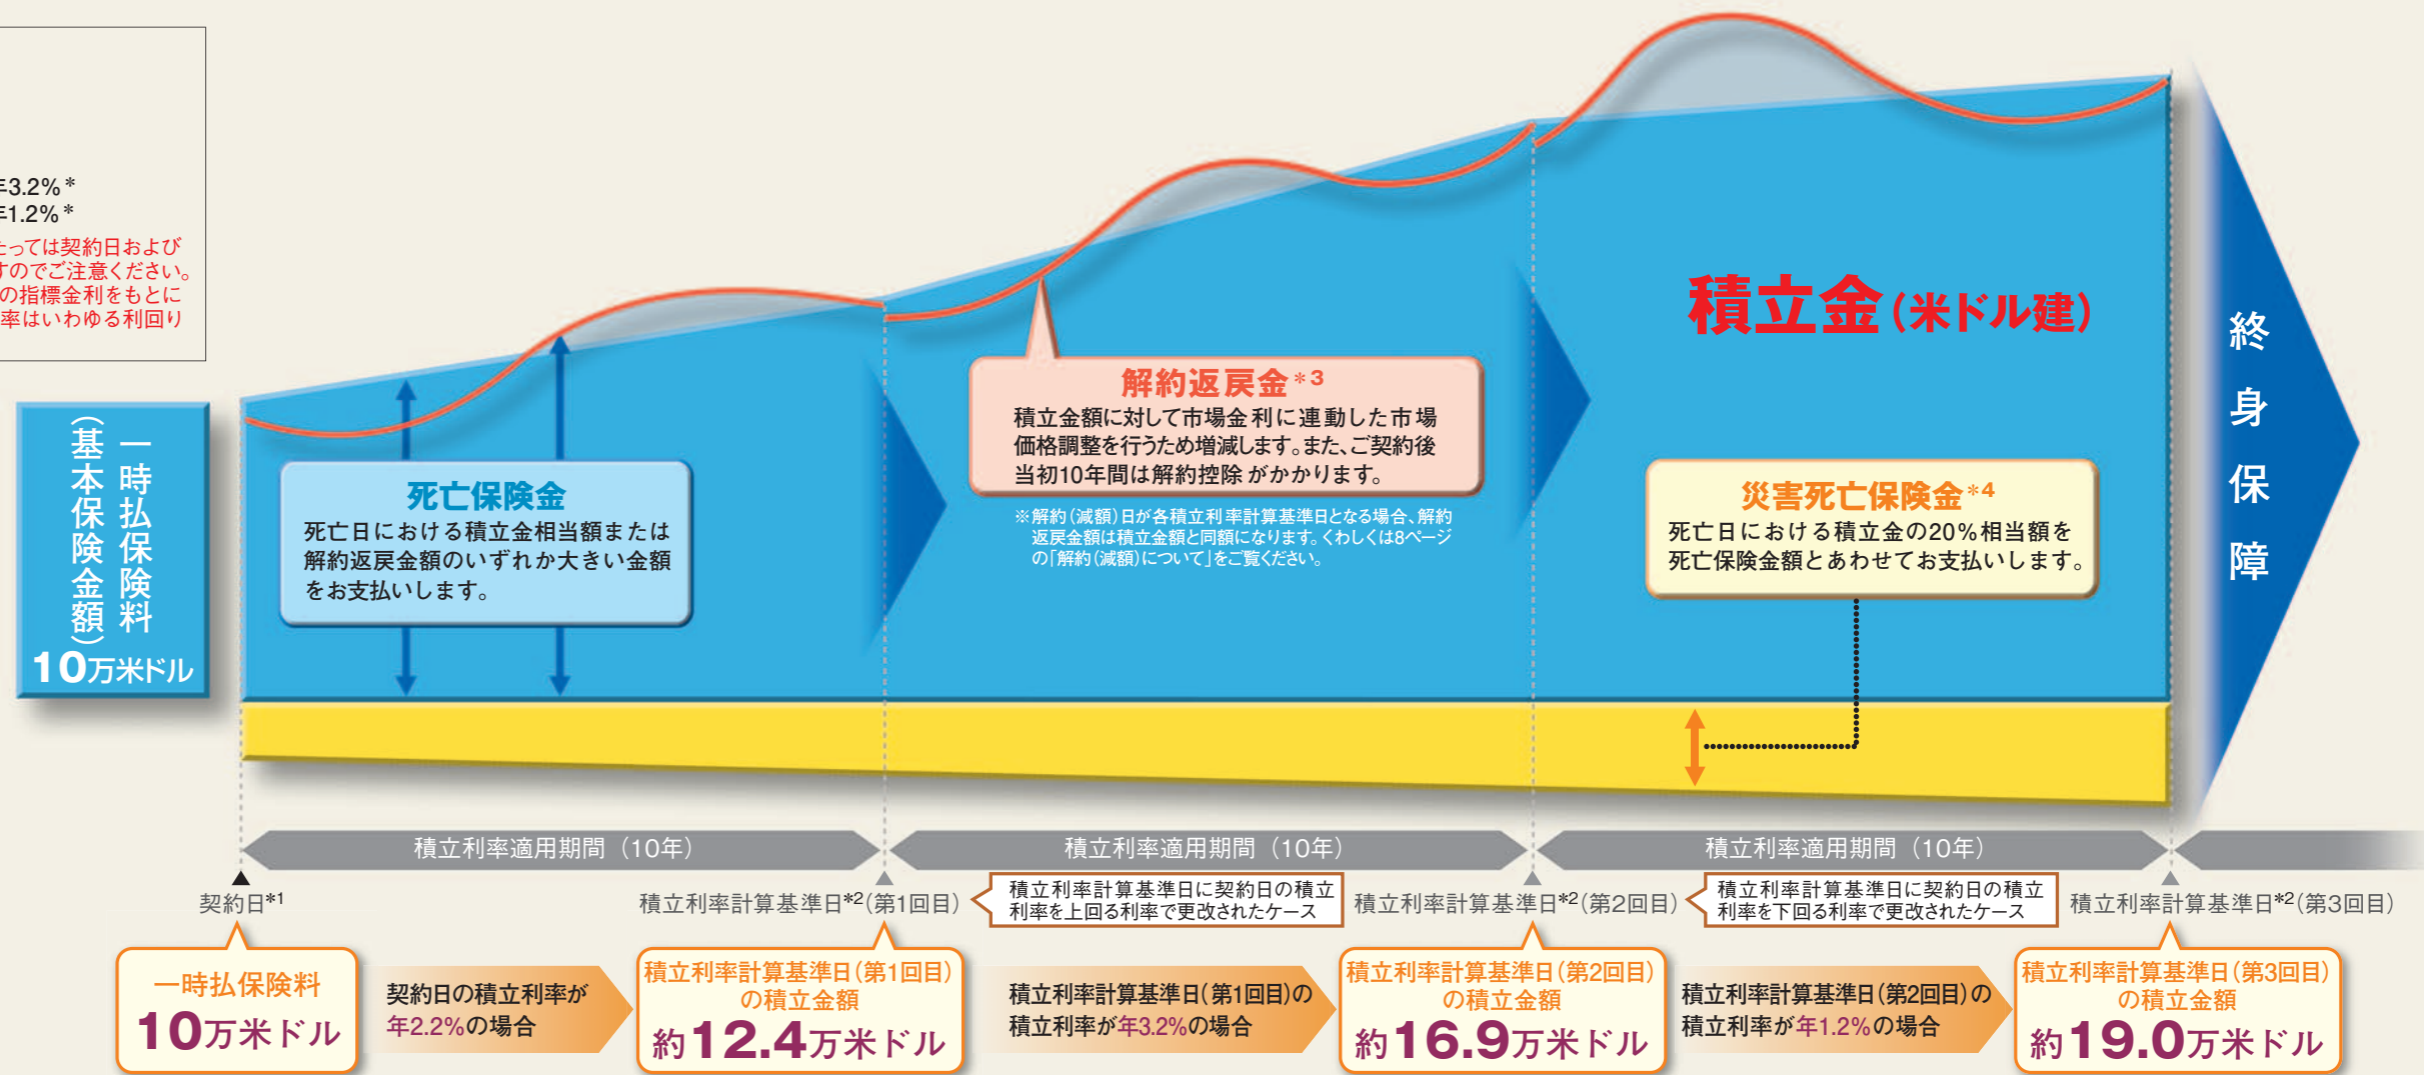 年3.2%*
年1.2%*
たっては契約日および
すのでご注意ください。
の指標金利をもとに
率はいわゆる利回り
一時払保険料
(基本保険金額)
10万米ドル
死亡保険金
死亡日における積立金相当額または
解約返戻金額のいずれか大きい金額
をお支払いします。
解約返戻金*3
積立金額に対して市場金利に連動した市場
価格調整を行うため増減します。また、ご契約後
当初10年間は解約控除がかかります。
※解約(減額)日が各積立利率計算基準日となる場合、解約
返戻金額は積立金額と同額になります。くわしくは8ページ
の「解約(減額)について」をご覧ください。
積立金(米ドル建)
災害死亡保険金*4
死亡日における積立金の20%相当額を
死亡保険金額とあわせてお支払いします。
終身保障
積立利率適用期間(10年)
積立利率適用期間(10年)
積立利率適用期間(10年)
契約日*1
積立利率計算基準日*2(第1回目)
積立利率計算基準日に契約日の積立
利率を上回る利率で更改されたケース
積立利率計算基準日*2(第2回目)
積立利率計算基準日に契約日の積立
利率を下回る利率で更改されたケース
積立利率計算基準日*2(第3回目)
一時払保険料
10万米ドル
契約日の積立利率が
年2.2%の場合
積立利率計算基準日(第1回目)
の積立金額
約12.4万米ドル
積立利率計算基準日(第1回目)の
積立利率が年3.2%の場合
積立利率計算基準日(第2回目)
の積立金額
約16.9万米ドル
積立利率計算基準日(第2回目)の
積立利率が年1.2%の場合
積立利率計算基準日(第3回目)
の積立金額
約19.0万米ドル